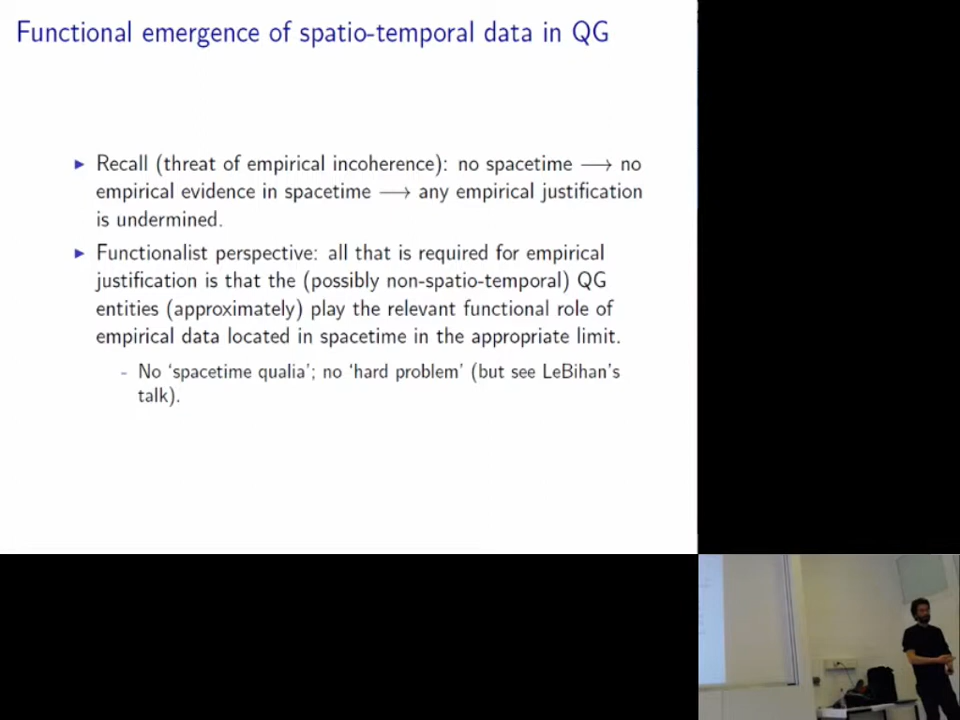 Functional emergence of spatio-temporal data in QG
▶ Recall (threat of empirical incoherence): no spacetime ⟶ no
empirical evidence in spacetime ⟶ any empirical justification
is undermined.
▶ Functionalist perspective: all that is required for empirical
justification is that the (possibly non-spatio-temporal) QG
entities (approximately) play the relevant functional role of
empirical data located in spacetime in the appropriate limit.
- No ‘spacetime qualia’; no ‘hard problem’ (but see LeBihan’s
talk).